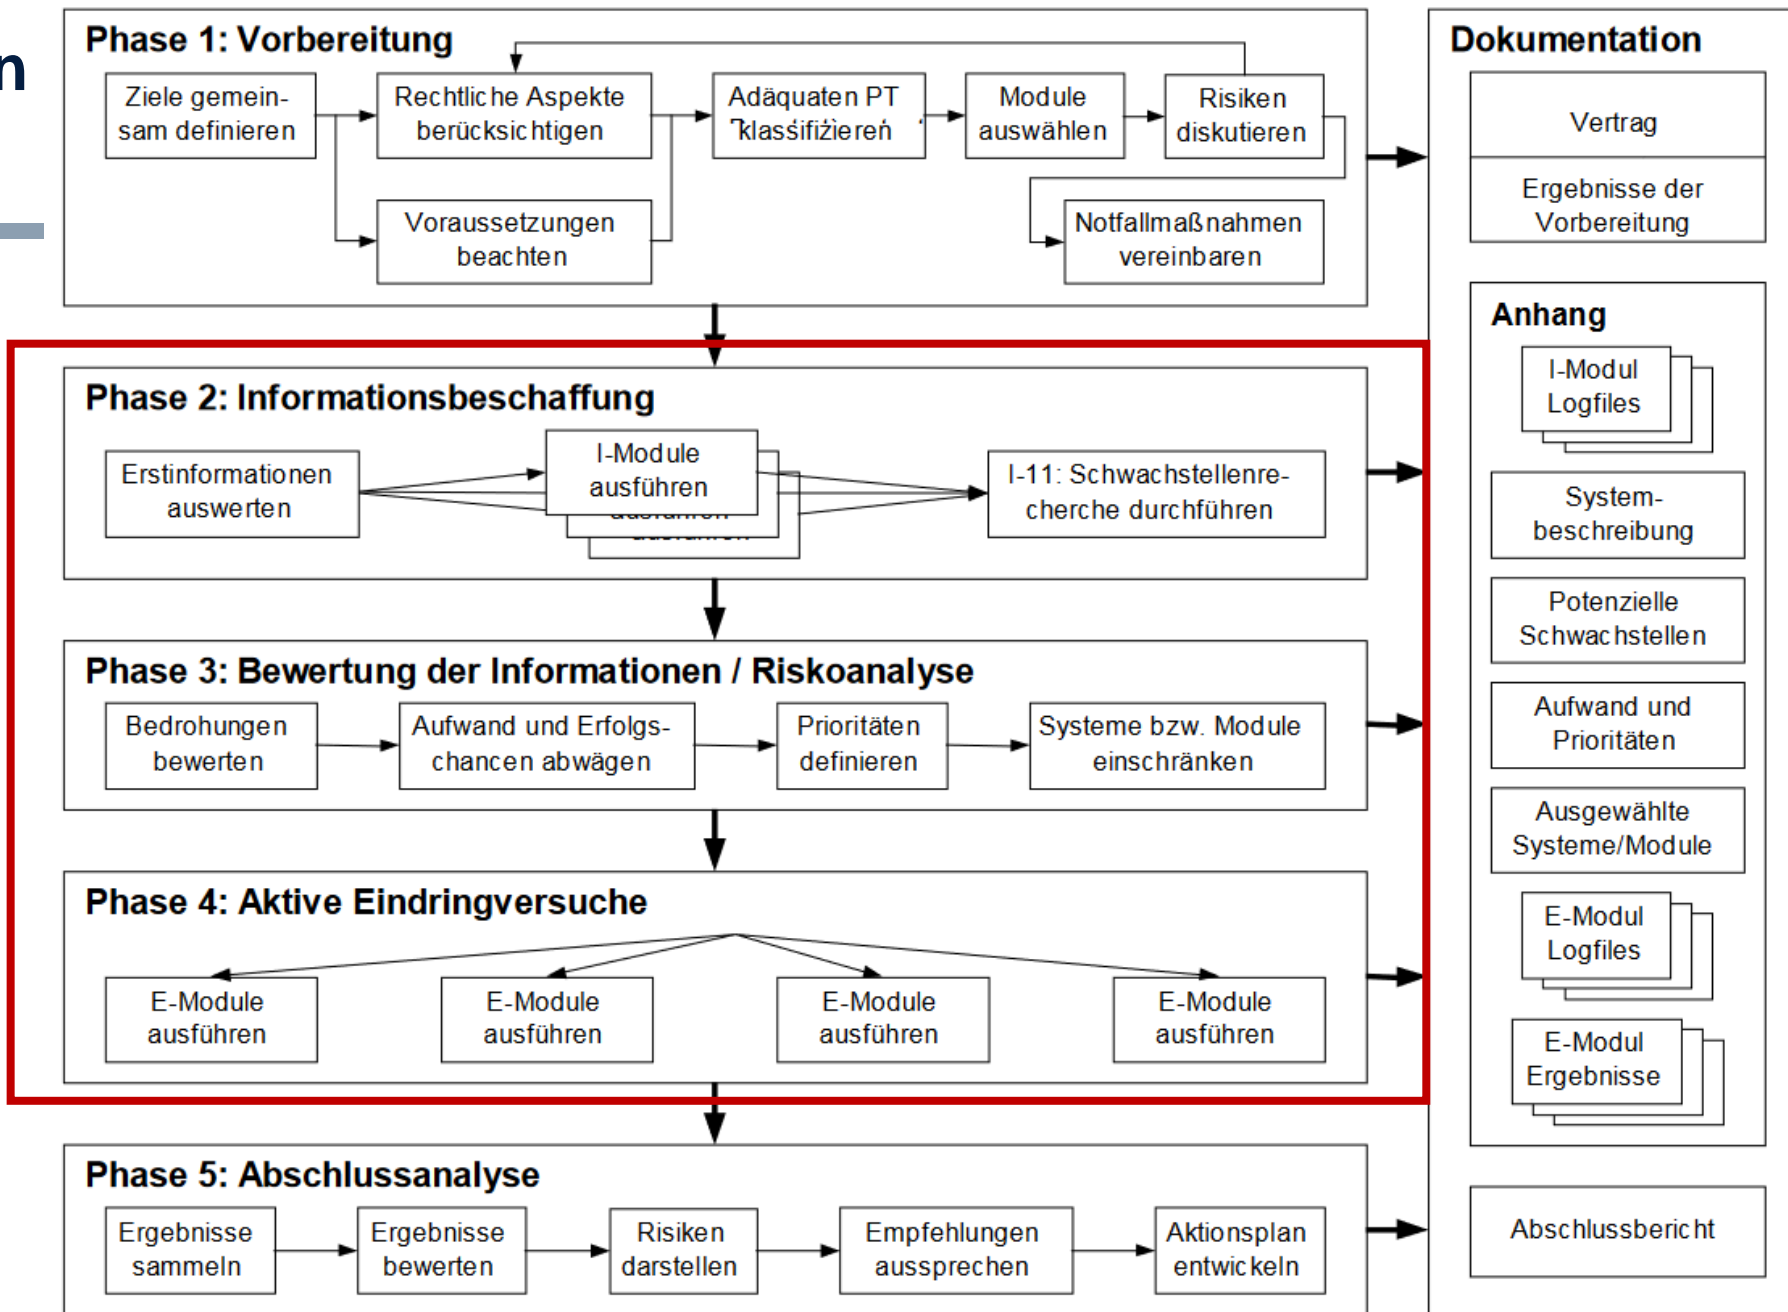 n
Phase 1: Vorbereitung
Ziele gemein-
sam definieren
Rechtliche Aspekte
berücksichtigen
Adäquaten PT
klassifizieren
Module
auswählen
Risiken
diskutieren
Voraussetzungen
beachten
Notfallmaßnahmen
vereinbaren
Phase 2: Informationsbeschaffung
Erstinformationen
auswerten
I-Module
ausführen
ausführen
ausführen
I-11: Schwachstellenre-
cherche durchführen
Phase 3: Bewertung der Informationen / Riskoanalyse
Bedrohungen
bewerten
Aufwand und Erfolgs-
chancen abwägen
Prioritäten
definieren
Systeme bzw. Module
einschränken
Phase 4: Aktive Eindringversuche
E-Module
ausführen
E-Module
ausführen
E-Module
ausführen
E-Module
ausführen
Phase 5: Abschlussanalyse
Ergebnisse
sammeln
Ergebnisse
bewerten
Risiken
darstellen
Empfehlungen
aussprechen
Aktionsplan
entwickeln
Dokumentation
Vertrag
Ergebnisse der
Vorbereitung
Anhang
I-Modul
Logfiles
System-
beschreibung
Potenzielle
Schwachstellen
Aufwand und
Prioritäten
Ausgewählte
Systeme/Module
E-Modul
Logfiles
E-Modul
Ergebnisse
Abschlussbericht